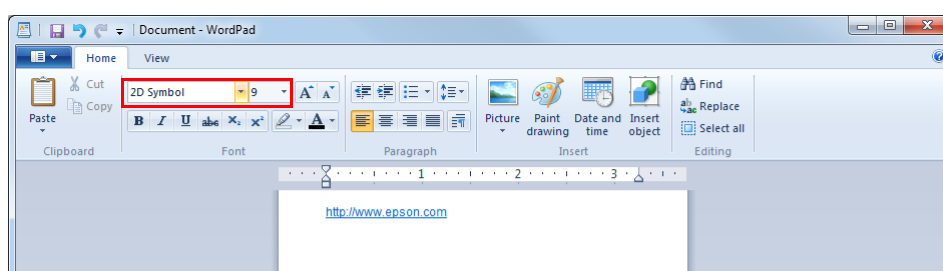 Document - WordPad
Home View
Cut
Copy
Paste
Clipboard
2D Symbol 9 A A
B I U abc X₂ X² A
Font
Paragraph
Picture
Paint drawing
Date and time
Insert object
Insert
Find
Replace
Select all
Editing
1 2 3
http://www.epson.com